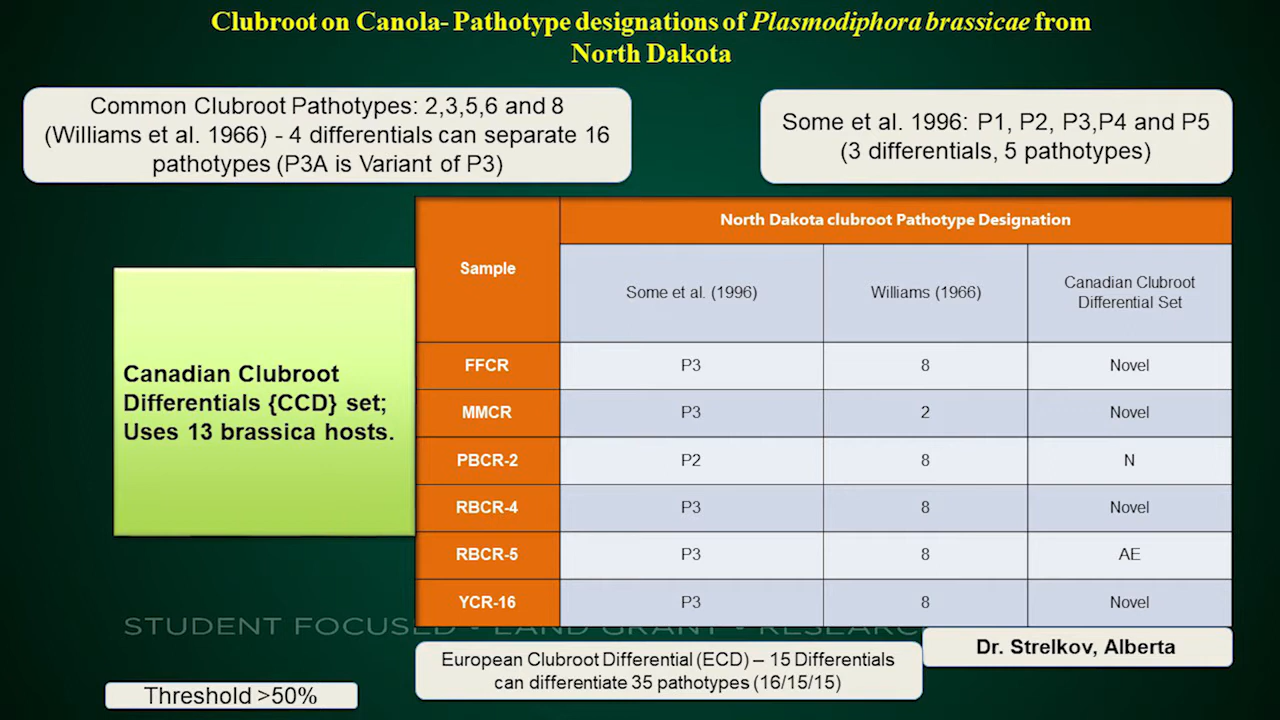 Clubroot on Canola- Pathotype designations of Plasmodiphora brassicae from
North Dakota
Common Clubroot Pathotypes: 2,3,5,6 and 8
(Williams et al. 1966) - 4 differentials can separate 16
pathotypes (P3A is Variant of P3)
Some et al. 1996: P1, P2, P3,P4 and P5
(3 differentials, 5 pathotypes)
Canadian Clubroot
Differentials {CCD} set;
Uses 13 brassica hosts.
North Dakota clubroot Pathotype Designation
Sample
Some et al. (1996) Williams (1966) Canadian Clubroot
Differential Set
FFCR P3 8 Novel
MMCR P3 2 Novel
PBCR-2 P2 8 N
RBCR-4 P3 8 Novel
RBCR-5 P3 8 AE
YCR-16 P3 8 Novel
STUDENT FOCUSED - LAND GRANT - RESEARC
Dr. Strelkov, Alberta
European Clubroot Differential (ECD) – 15 Differentials
can differentiate 35 pathotypes (16/15/15)
Threshold >50%